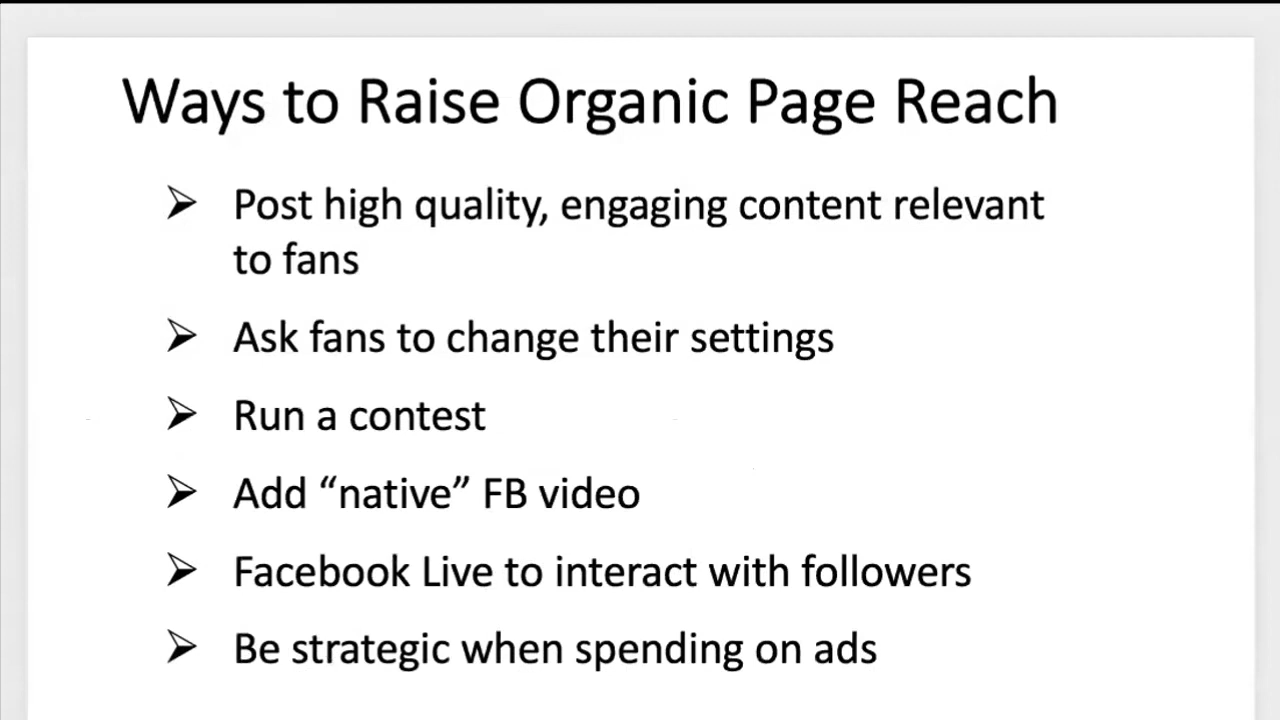 Ways to Raise Organic Page Reach
➢ Post high quality, engaging content relevant
to fans
➢ Ask fans to change their settings
➢ Run a contest
➢ Add “native” FB video
➢ Facebook Live to interact with followers
➢ Be strategic when spending on ads